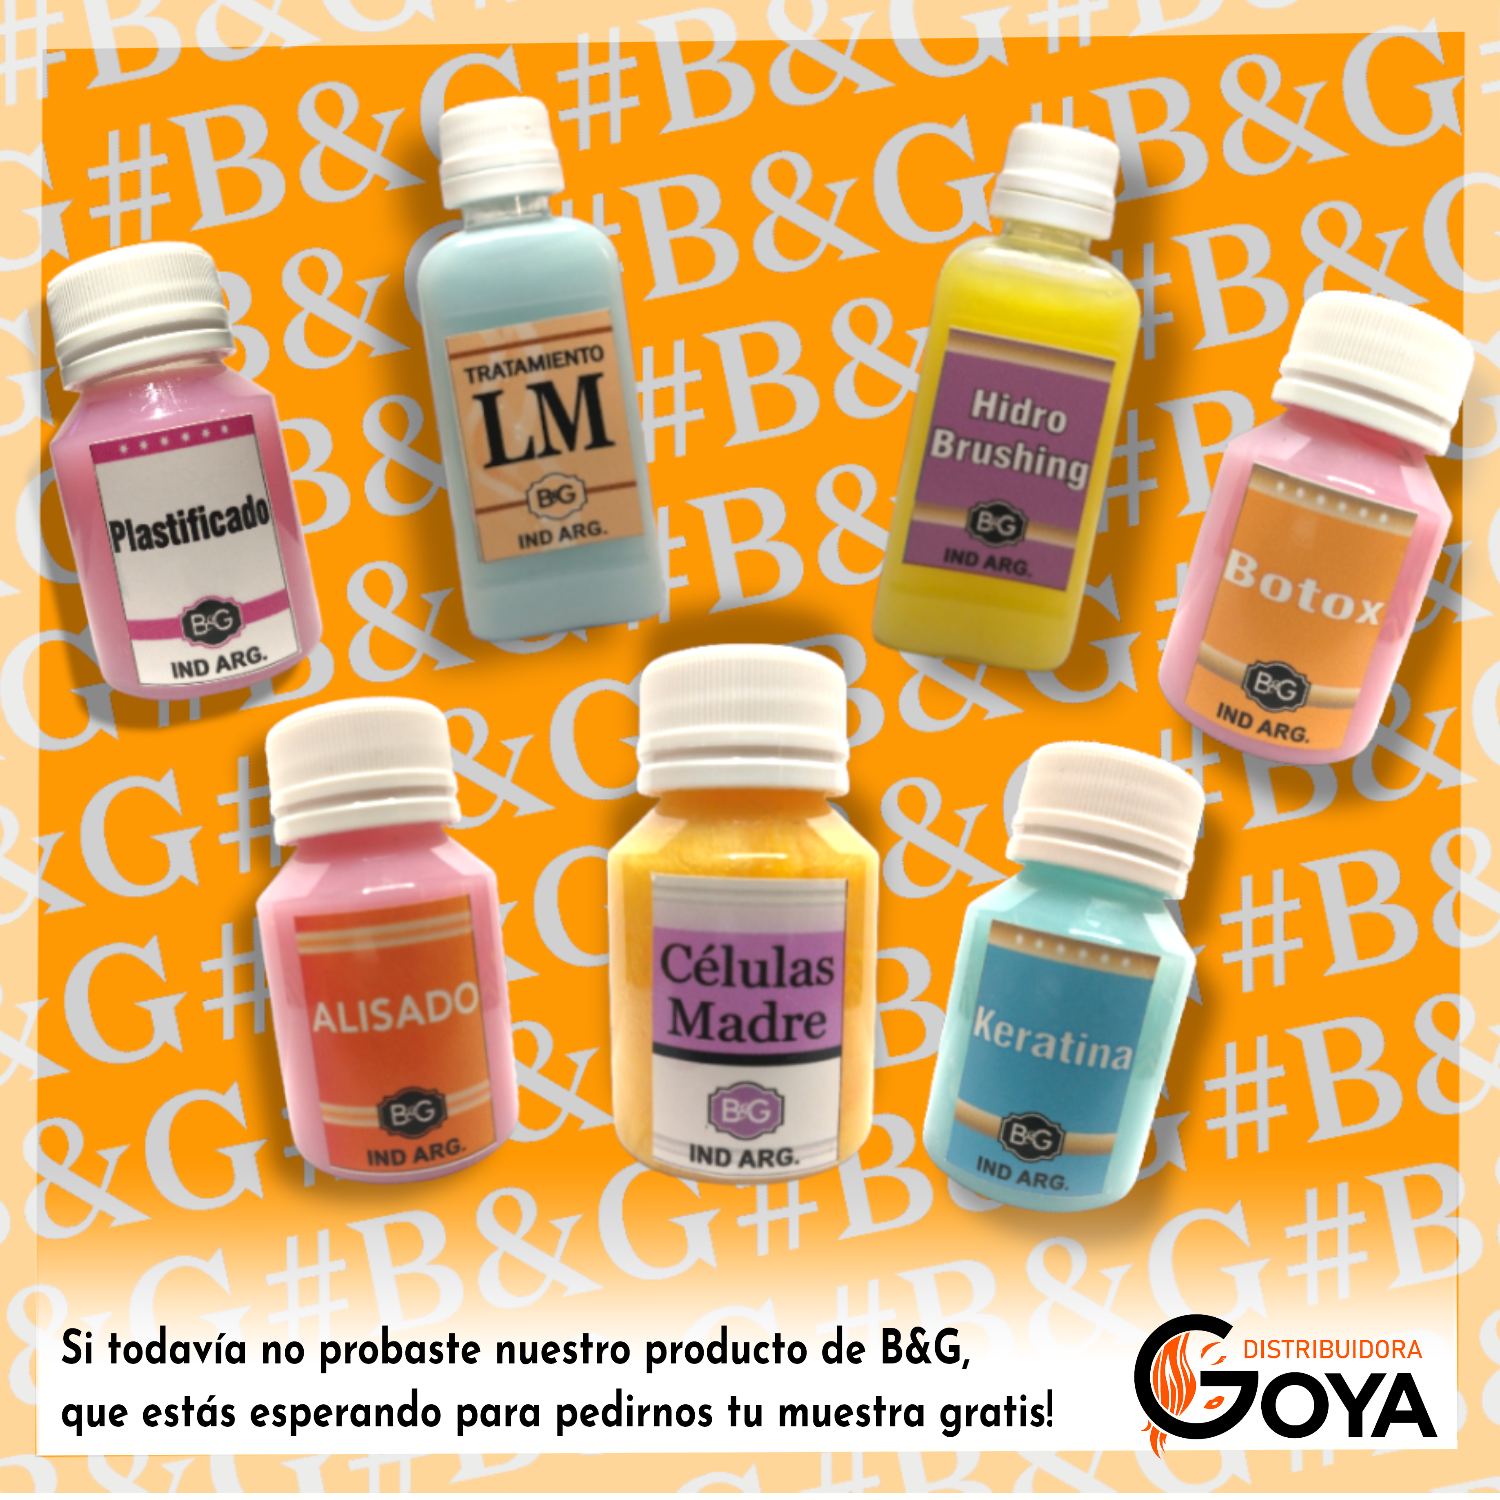 #B&G
Plastificado
B&G
IND ARG.
TRATAMIENTO
LM
B&G
IND ARG.
Hidro
Brushing
B&G
IND ARG.
Botox
B&G
IND ARG.
ALISADO
B&G
IND ARG.
Células
Madre
B&G
IND ARG.
Keratina
B&G
IND ARG.
Si todavía no probaste nuestro producto de B&G,
que estás esperando para pedirnos tu muestra gratis!
DISTRIBUIDORA
GOYA